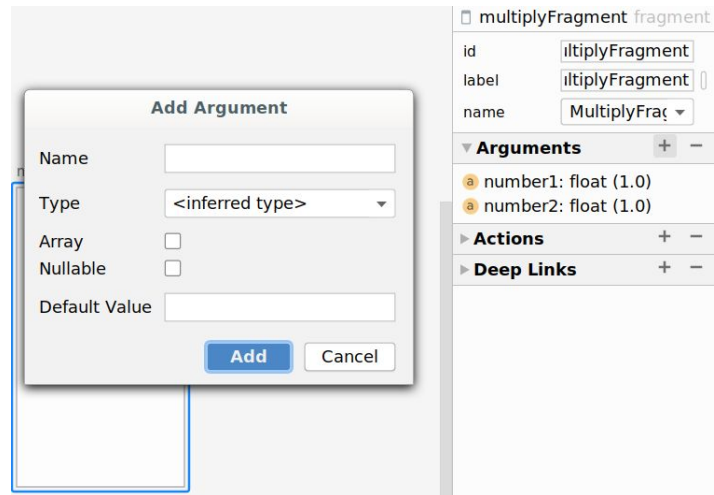 multiplyFragment fragment
id ıltiplyFragment
label ıltiplyFragment
name MultiplyFraç
Arguments + −
a number1: float (1.0)
a number2: float (1.0)
Actions + −
Deep Links + −
Add Argument
Name
Type <inferred type>
Array
Nullable
Default Value
Add Cancel